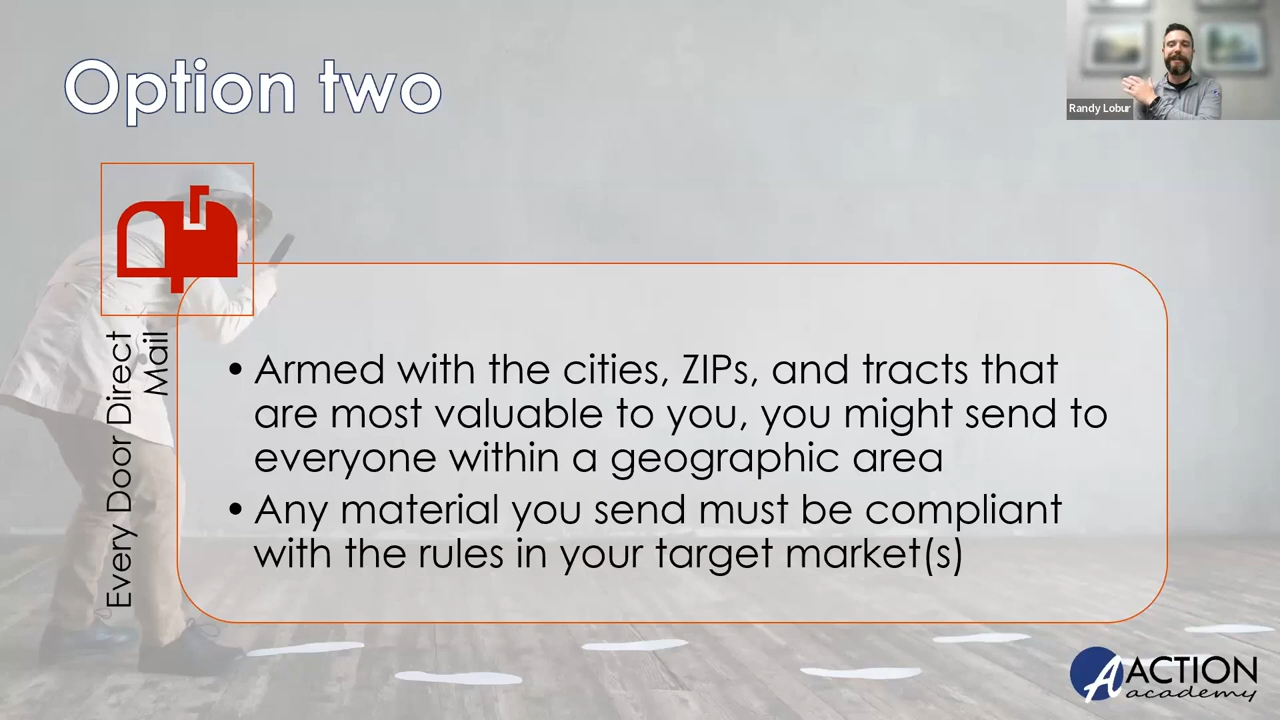 Option two
Randy Lobur
Every Door Direct
Mail
• Armed with the cities, ZIPs, and tracts that
are most valuable to you, you might send to
everyone within a geographic area
• Any material you send must be compliant
with the rules in your target market(s)
A ACTION
academy